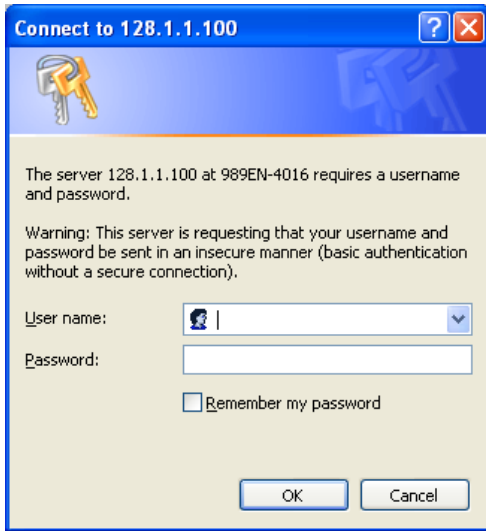 Connect to 128.1.1.100
The server 128.1.1.100 at 989EN-4016 requires a username
and password.
Warning: This server is requesting that your username and
password be sent in an insecure manner (basic authentication
without a secure connection).
User name:
Password:
Remember my password
OK Cancel